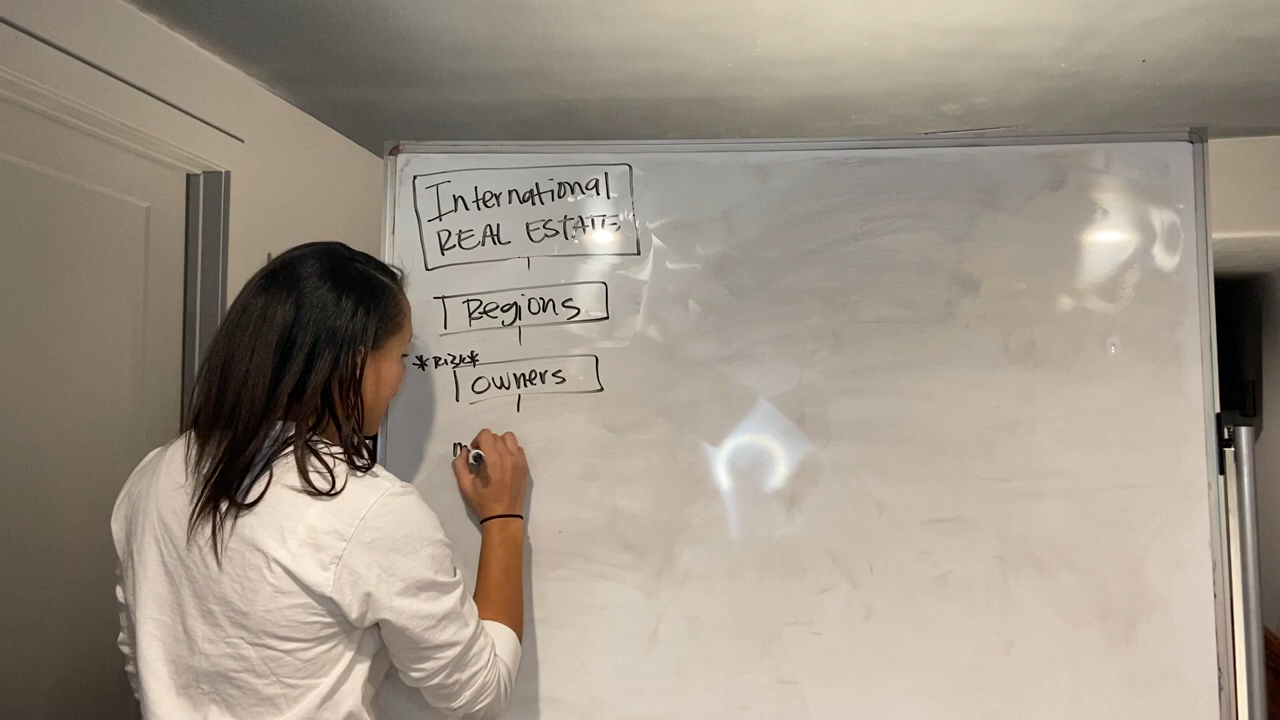 International
REAL ESTATE
Regions
*Risk*
owners